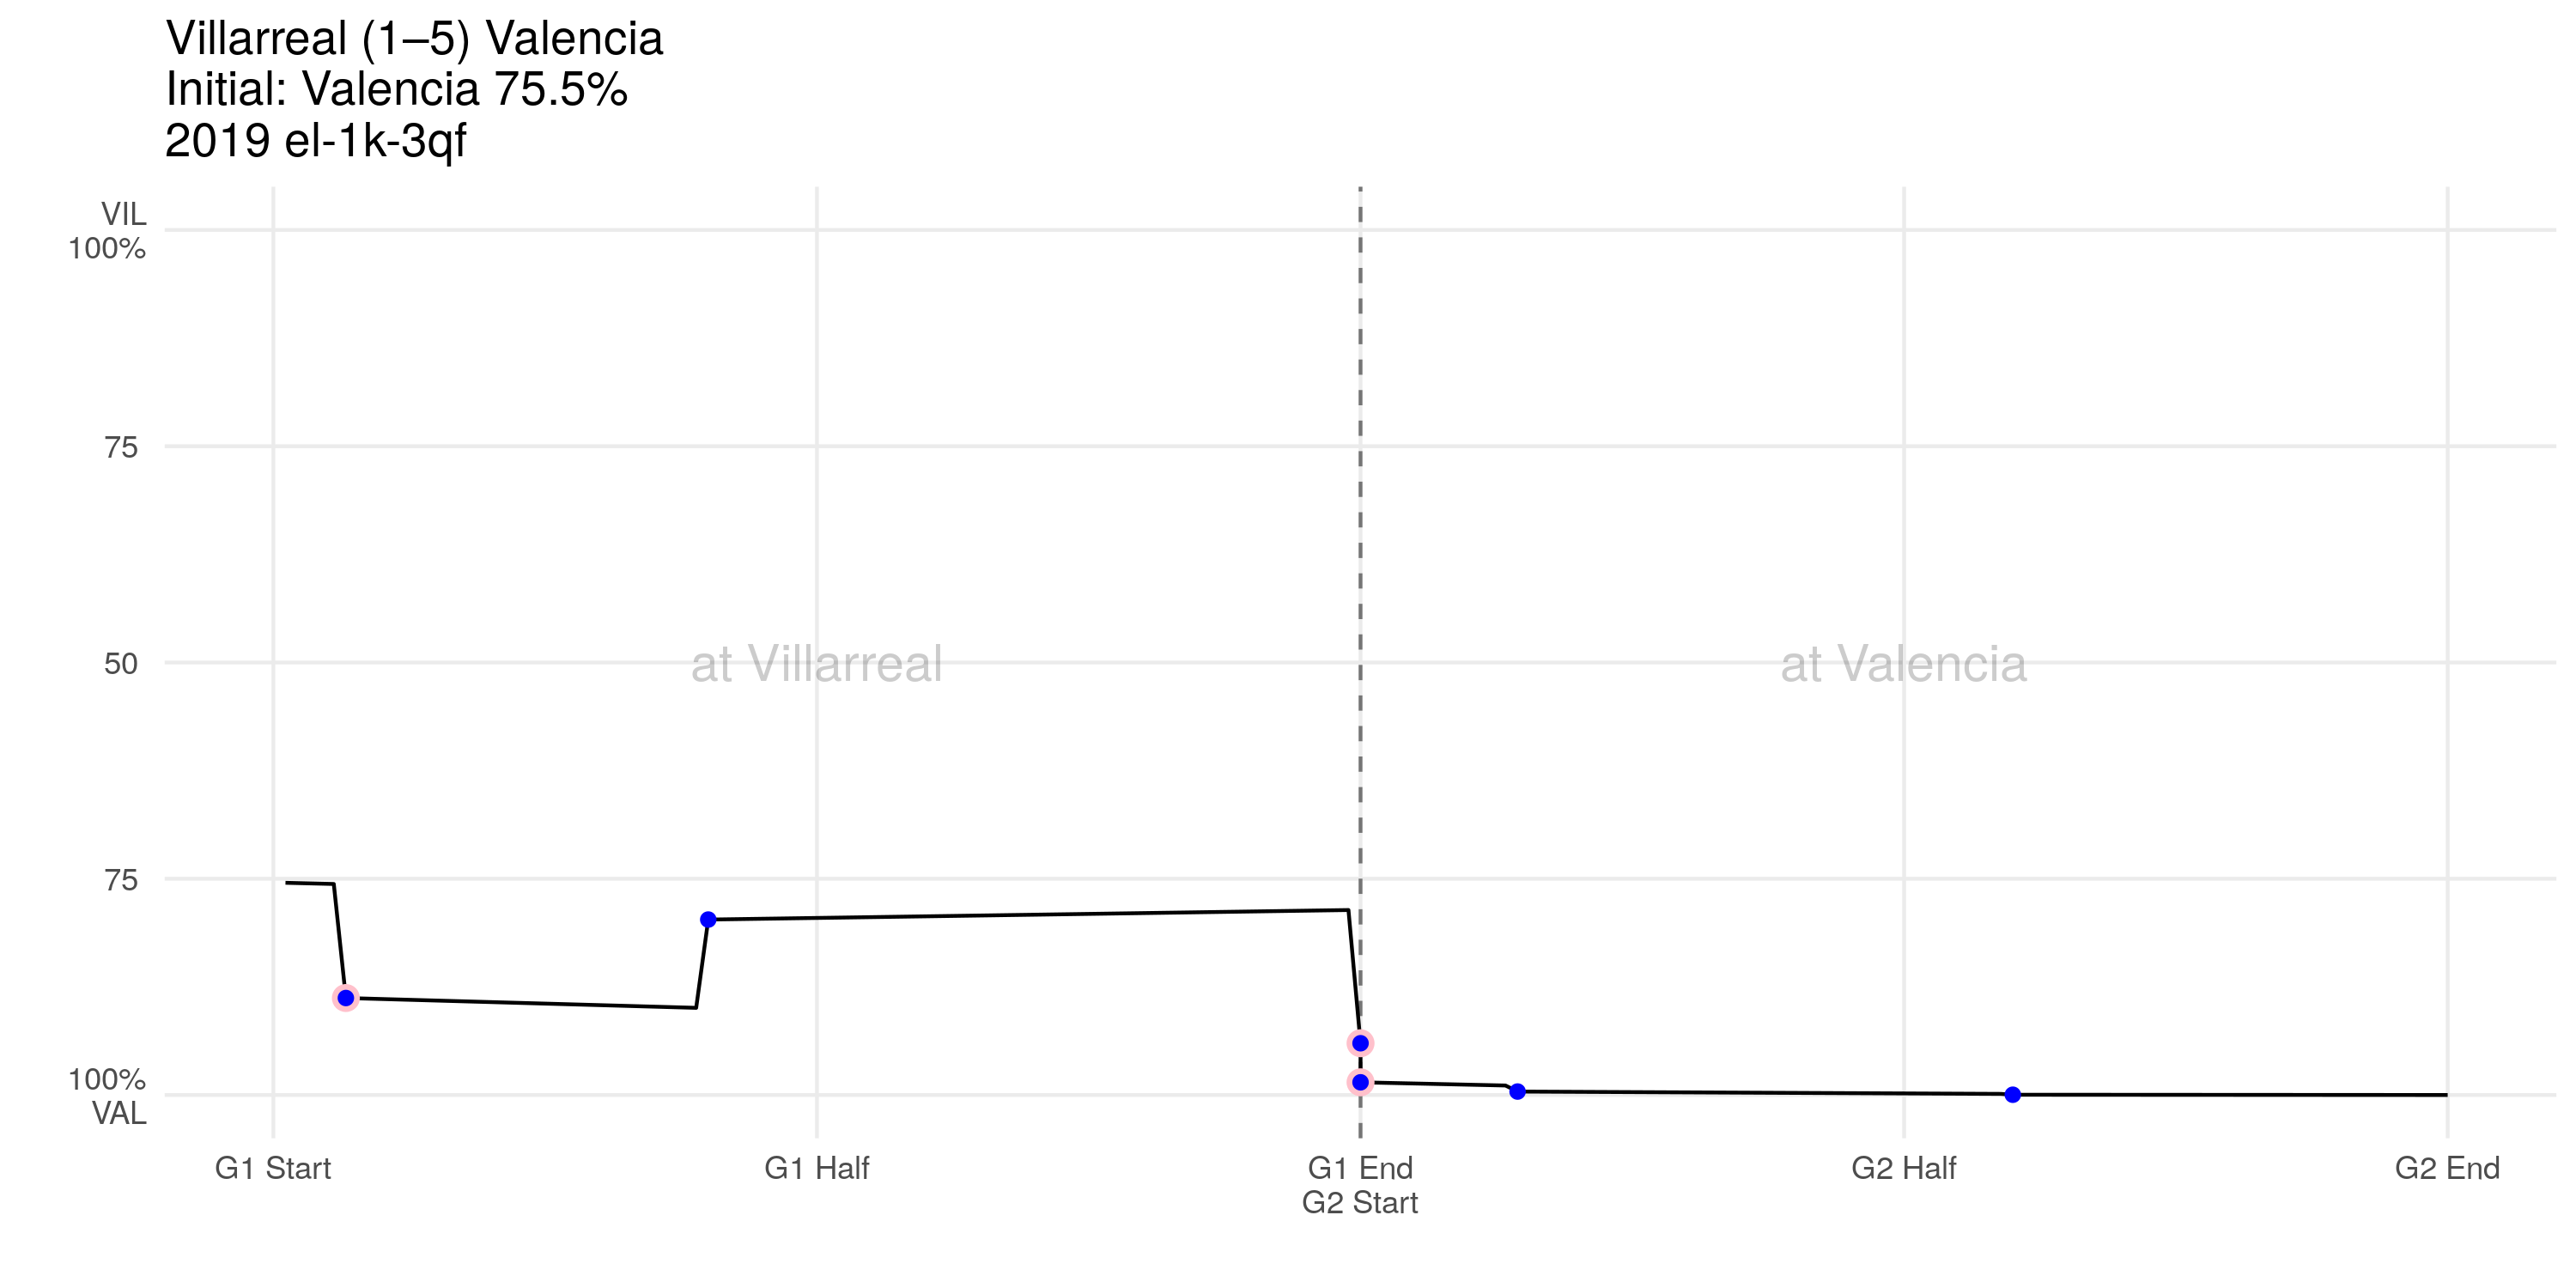 Villarreal (1–5) Valencia
Initial: Valencia 75.5%
2019 el-1k-3qf
VIL
100%
75
50
75
100%
VAL
at Villarreal
at Valencia
G1 Start
G1 Half
G1 End
G2 Start
G2 Half
G2 End